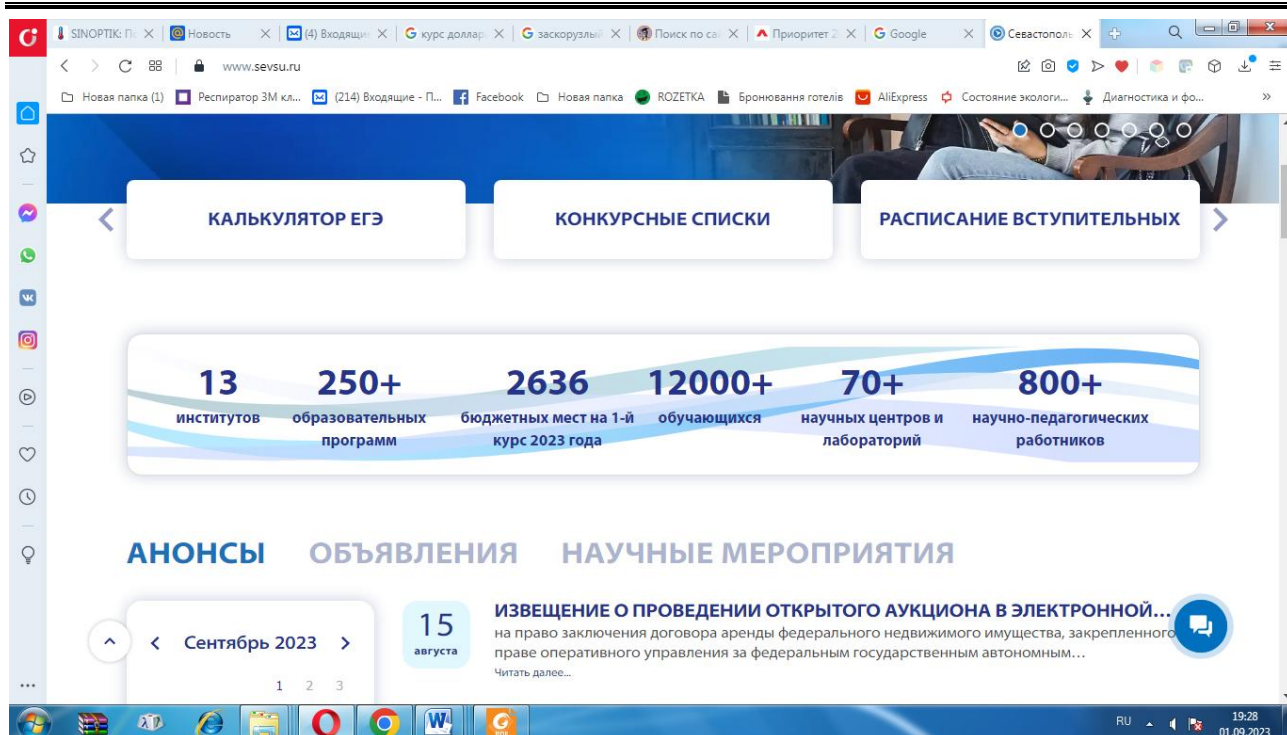 SINOPTIK: П
Новость
(4) Входящи
курс доллар
заскорузлый
Поиск по са
Приоритет 2
Google
Севастополь
www.sevsu.ru
Новая папка (1)
Респиратор 3М кл...
(214) Входящие - П...
Facebook
Новая папка
ROZETKA
Бронювання готелів
AliExpress
Состояние экологи...
Диагностика и фо...
КАЛЬКУЛЯТОР ЕГЭ
КОНКУРСНЫЕ СПИСКИ
РАСПИСАНИЕ ВСТУПИТЕЛЬНЫХ
13
институтов
250+
образовательных
программ
2636
бюджетных мест на 1-й
курс 2023 года
12000+
обучающихся
70+
научных центров и
лабораторий
800+
научно-педагогических
работников
АНОНСЫ
ОБЪЯВЛЕНИЯ
НАУЧНЫЕ МЕРОПРИЯТИЯ
Сентябрь 2023
1 2 3
15
августа
ИЗВЕЩЕНИЕ О ПРОВЕДЕНИИ ОТКРЫТОГО АУКЦИОНА В ЭЛЕКТРОННОЙ...
на право заключения договора аренды федерального недвижимого имущества, закрепленного
праве оперативного управления за федеральным государственным автономным...
Читать далее...
RU
19:28
01.09.2023